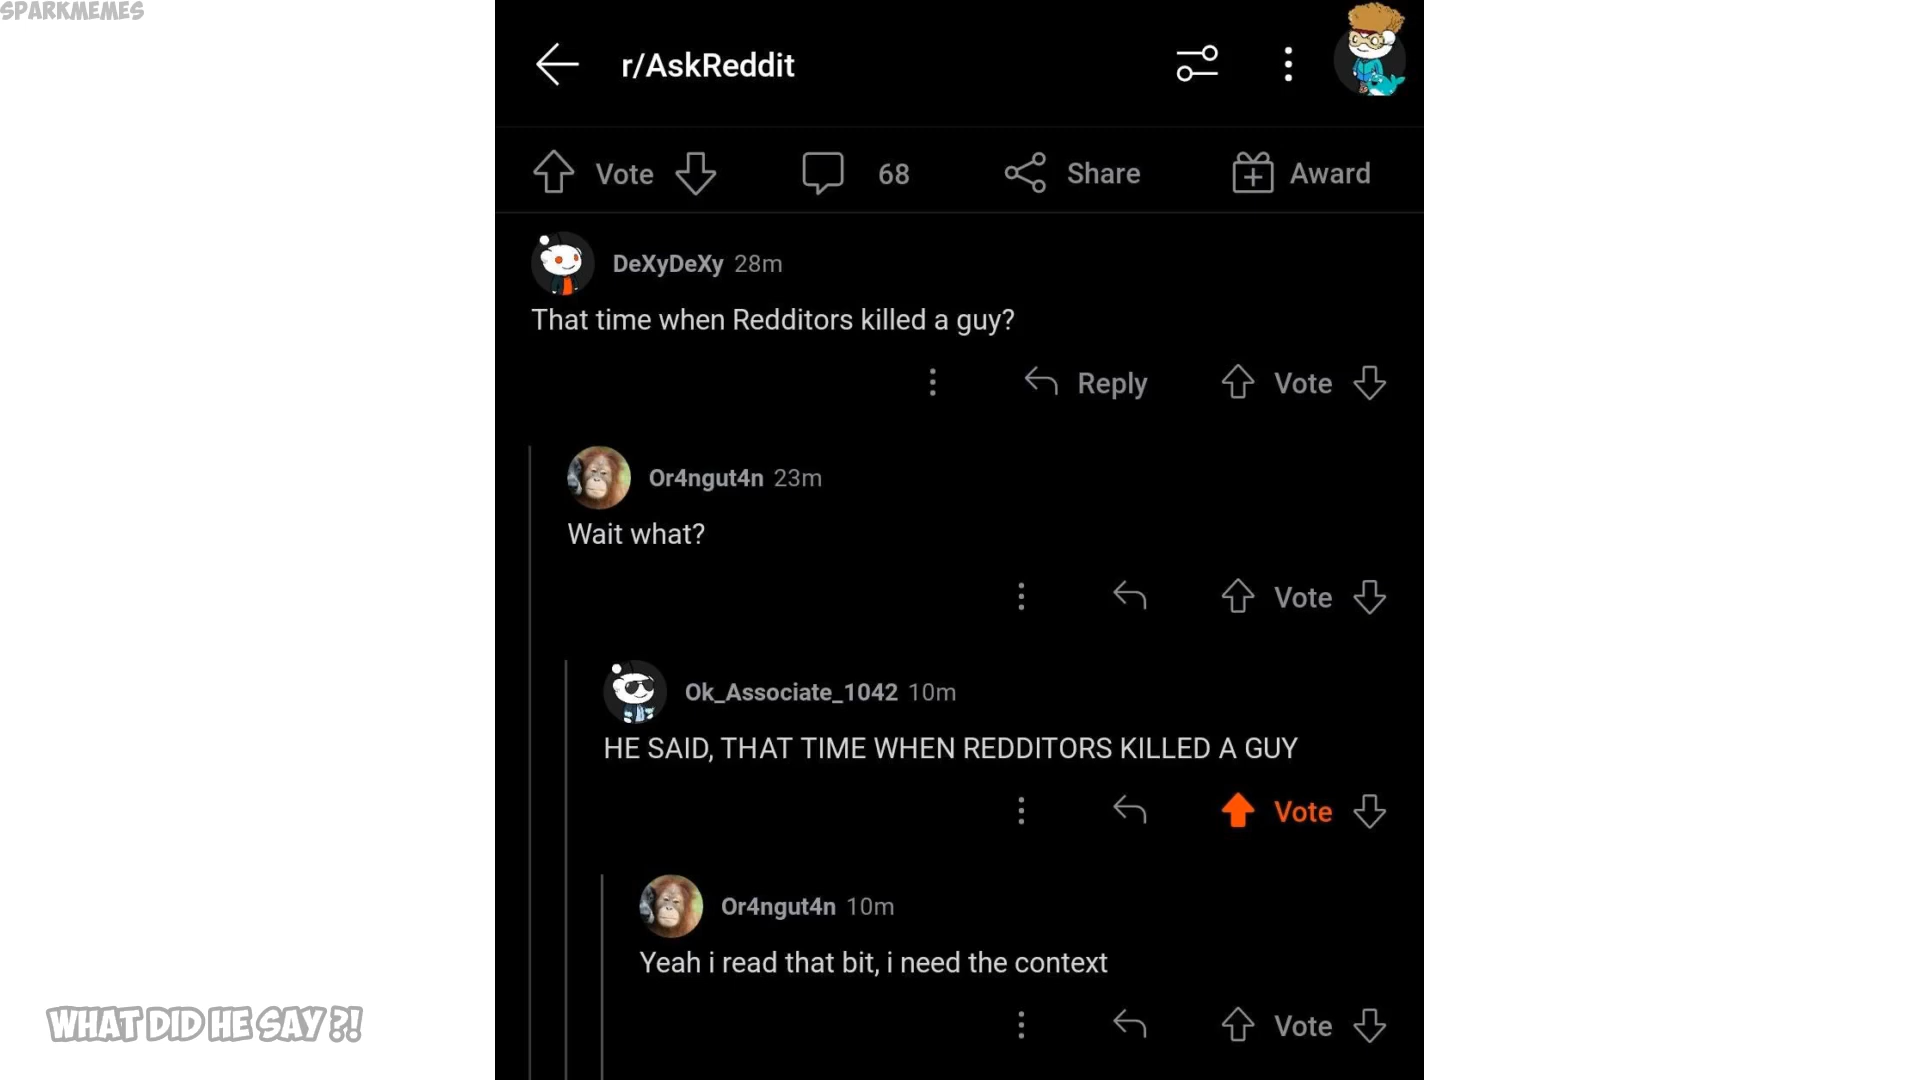 SPARKMEMES
r/AskReddit
Vote 68 Share Award
DeXyDeXy 28m
That time when Redditors killed a guy?
Reply Vote
Or4ngut4n 23m
Wait what?
Vote
Ok_Associate_1042 10m
HE SAID, THAT TIME WHEN REDDITORS KILLED A GUY
Vote
Or4ngut4n 10m
Yeah i read that bit, i need the context
Vote
WHAT DID HE SAY ?!